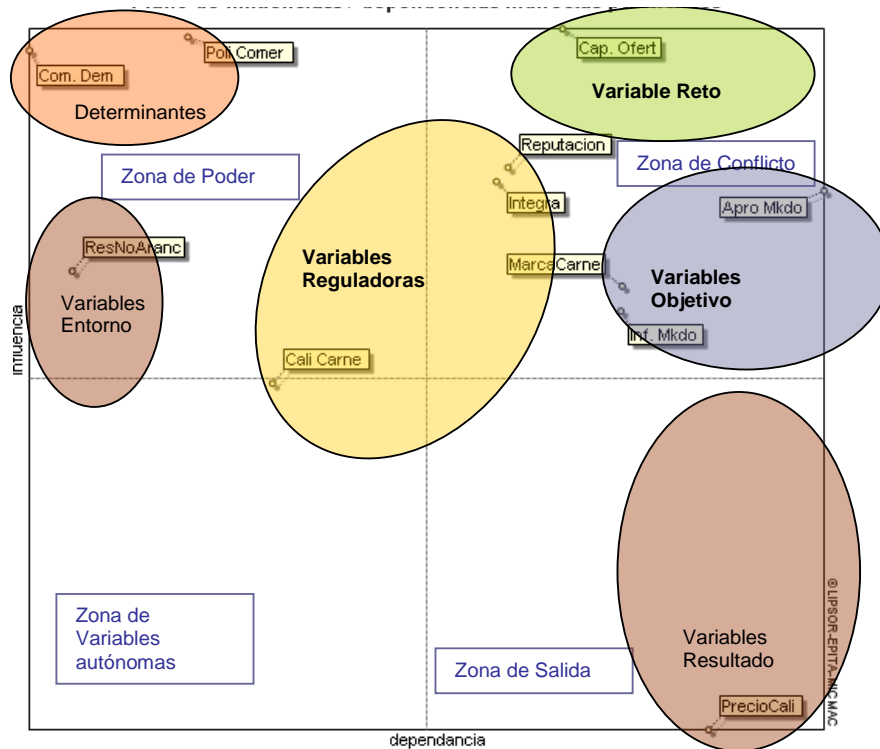 Poli Comer
Cap. Ofert
Com. Dem
Determinantes
Variable Reto
Reputacion
Zona de Conflicto
Zona de Poder
Integra
Apro Mkdo
ResNoAranc
Variables
Reguladoras
MarcaCarne
Variables
Objetivo
Variables
Entorno
Inf. Mkdo
influencia
Cali Carne
Zona de
Variables
autónomas
Zona de Salida
Variables
Resultado
PrecioCali
© LIPSOR-EPITA-MICMAC
dependancia